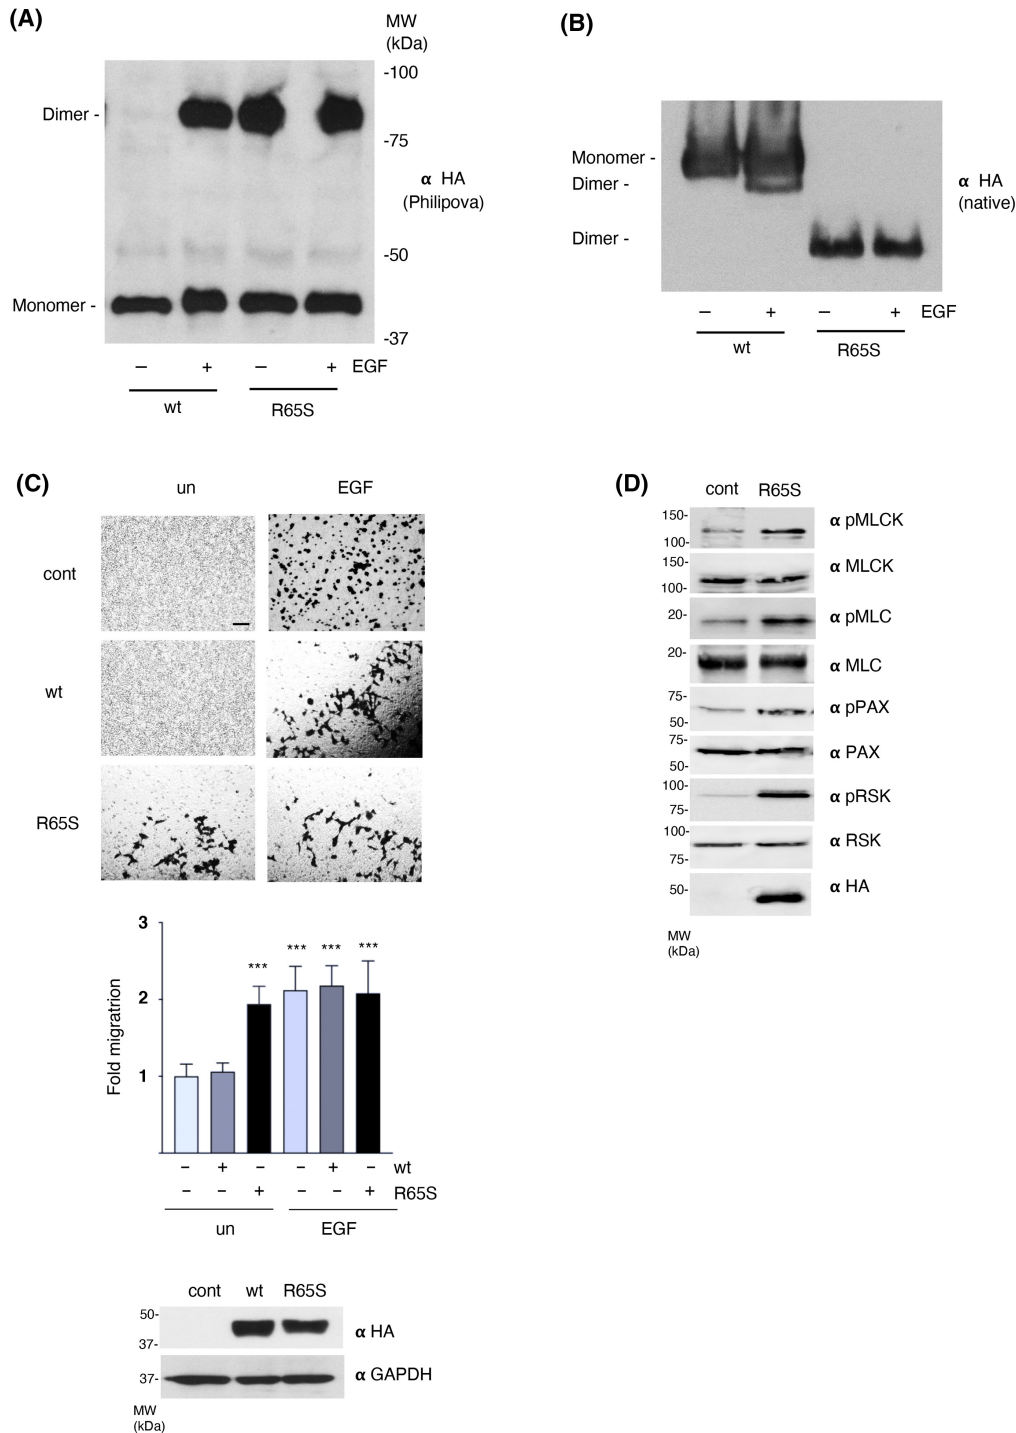 (A)
MW
(kDa)
-100
Dimer -
-75
α HA
(Philipova)
-50
Monomer -
-37
– + – + EGF
wt R65S
(B)
Monomer -
Dimer -
Dimer -
α HA
(native)
– + – + EGF
wt R65S
(C)
un EGF
cont
wt
R65S
Fold migratrion
3
2
1
*** *** *** ***
– + – – + – wt
– – + – – + R65S
un EGF
cont wt R65S
50-
37-
α HA
37-
α GAPDH
MW
(kDa)
(D)
cont R65S
150-
100-
α pMLCK
150-
100-
α MLCK
20-
α pMLC
20-
α MLC
75-
50-
α pPAX
75-
50-
α PAX
100-
75-
α pRSK
100-
75-
α RSK
50-
α HA
MW
(kDa)